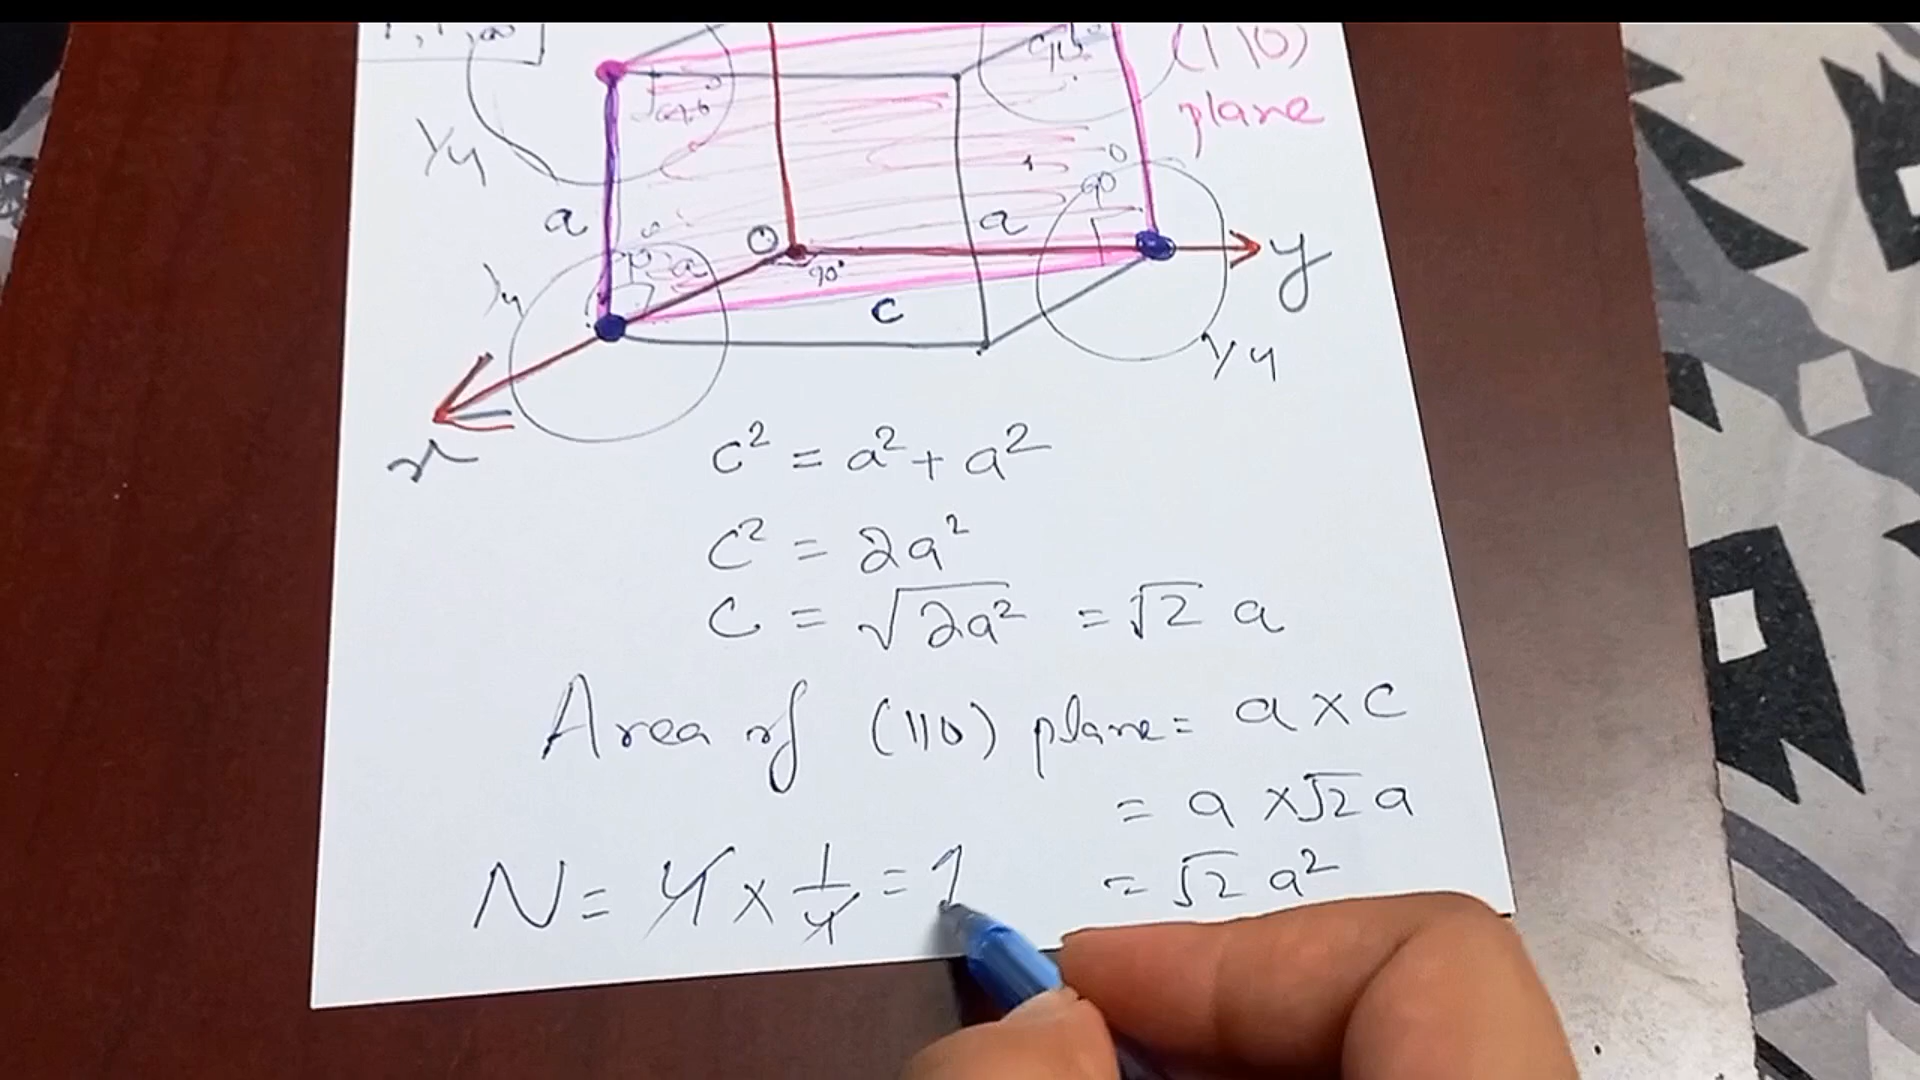 (110)
plane
1/4
a
a
O
90
a
90°
y
1/4
C
1/4
x
C² = a² + a²
C² = 2a²
C = √2a² = √2 a
Area of (110) plane = a × C
= a × √2 a
N = 4 × 1/4 = 1
= √2 a²